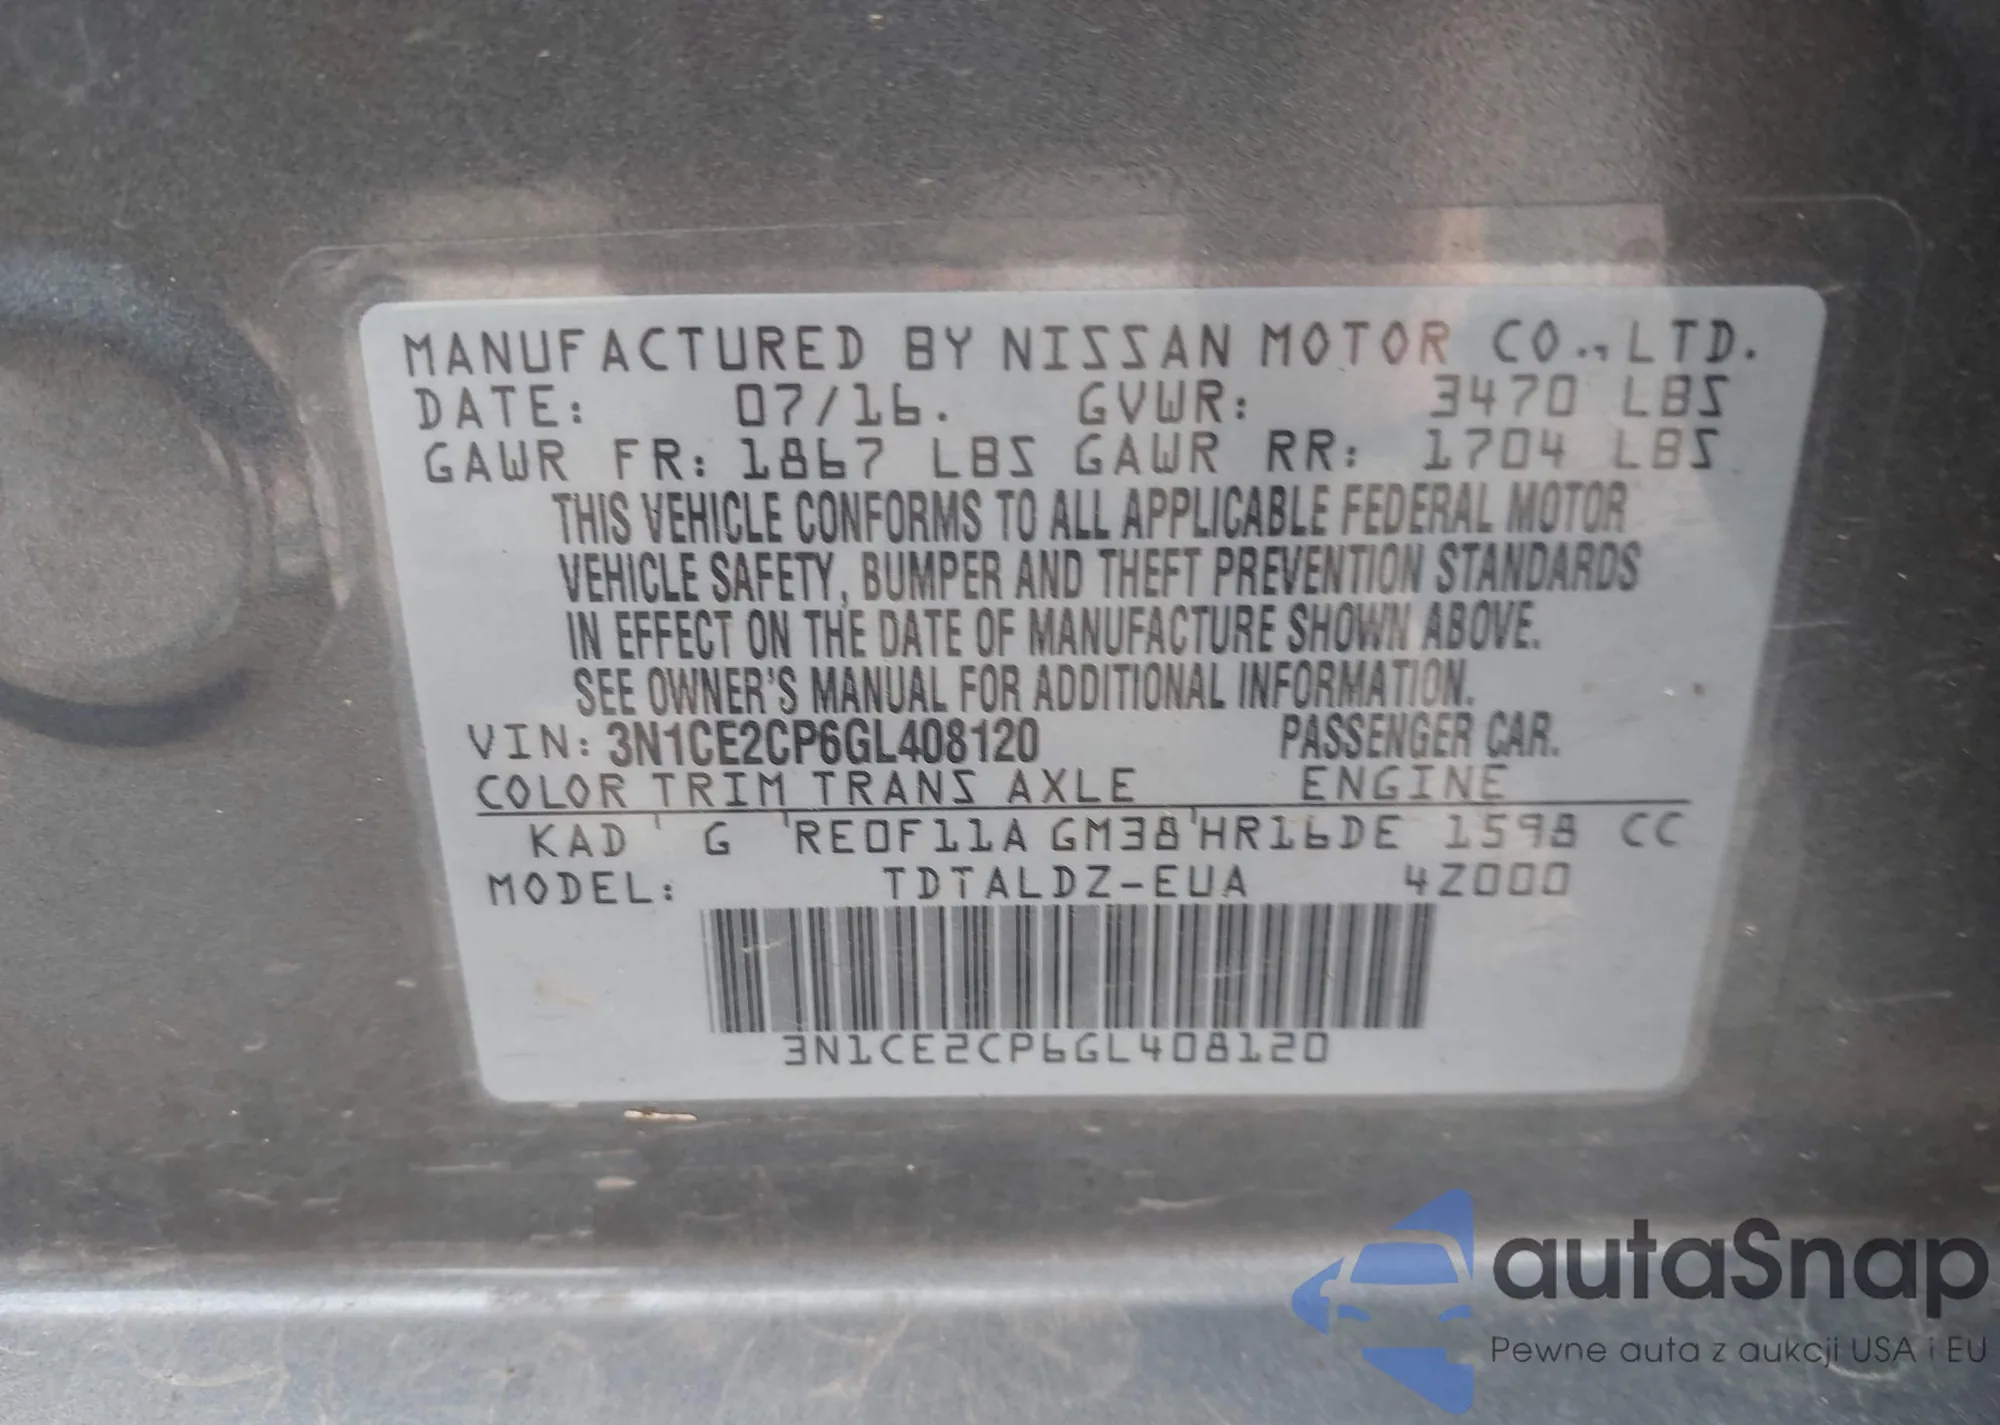 MANUFACTURED BY NISSAN MOTOR CO., LTD.
DATE: 07/16. GVWR: 3470 LBS
GAWR FR: 1867 LBS GAWR RR: 1704 LBS
THIS VEHICLE CONFORMS TO ALL APPLICABLE FEDERAL MOTOR
VEHICLE SAFETY, BUMPER AND THEFT PREVENTION STANDARDS
IN EFFECT ON THE DATE OF MANUFACTURE SHOWN ABOVE.
SEE OWNER'S MANUAL FOR ADDITIONAL INFORMATION.
VIN: 3N1CE2CP6GL408120 PASSENGER CAR.
COLOR TRIM TRANS AXLE ENGINE
KAD G RE0F11A GM38 HR16DE 1598 CC
MODEL: TDTALDZ-EUA 4Z000
3N1CE2CP6GL408120
autaSnap
Pewne auta z aukcji USA i EU